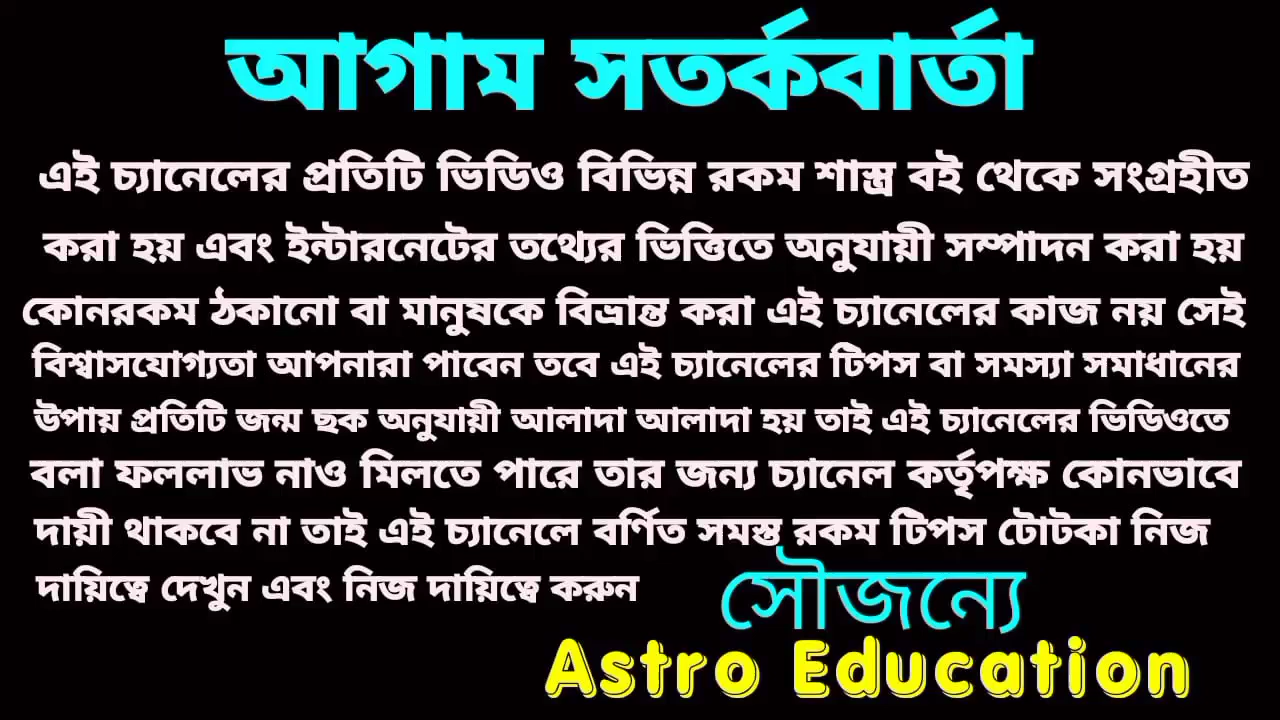 আগাম সতর্কবার্তা
এই চ্যানেলের প্রতিটি ভিডিও বিভিন্ন রকম শাস্ত্র বই থেকে সংগ্রহীত
করা হয় এবং ইন্টারনেটের তথ্যের ভিত্তিতে অনুযায়ী সম্পাদন করা হয়
কোনরকম ঠকানো বা মানুষকে বিভ্রান্ত করা এই চ্যানেলের কাজ নয় সেই
বিশ্বাসযোগ্যতা আপনারা পাবেন তবে এই চ্যানেলের টিপস বা সমস্যা সমাধানের
উপায় প্রতিটি জন্ম ছক অনুযায়ী আলাদা আলাদা হয় তাই এই চ্যানেলের ভিডিওতে
বলা ফললাভ নাও মিলতে পারে তার জন্য চ্যানেল কর্তৃপক্ষ কোনভাবে
দায়ী থাকবে না তাই এই চ্যানেলে বর্ণিত সমস্ত রকম টিপস টোটকা নিজ
দায়িত্বে দেখুন এবং নিজ দায়িত্বে করুন
সৌজন্যে
Astro Education